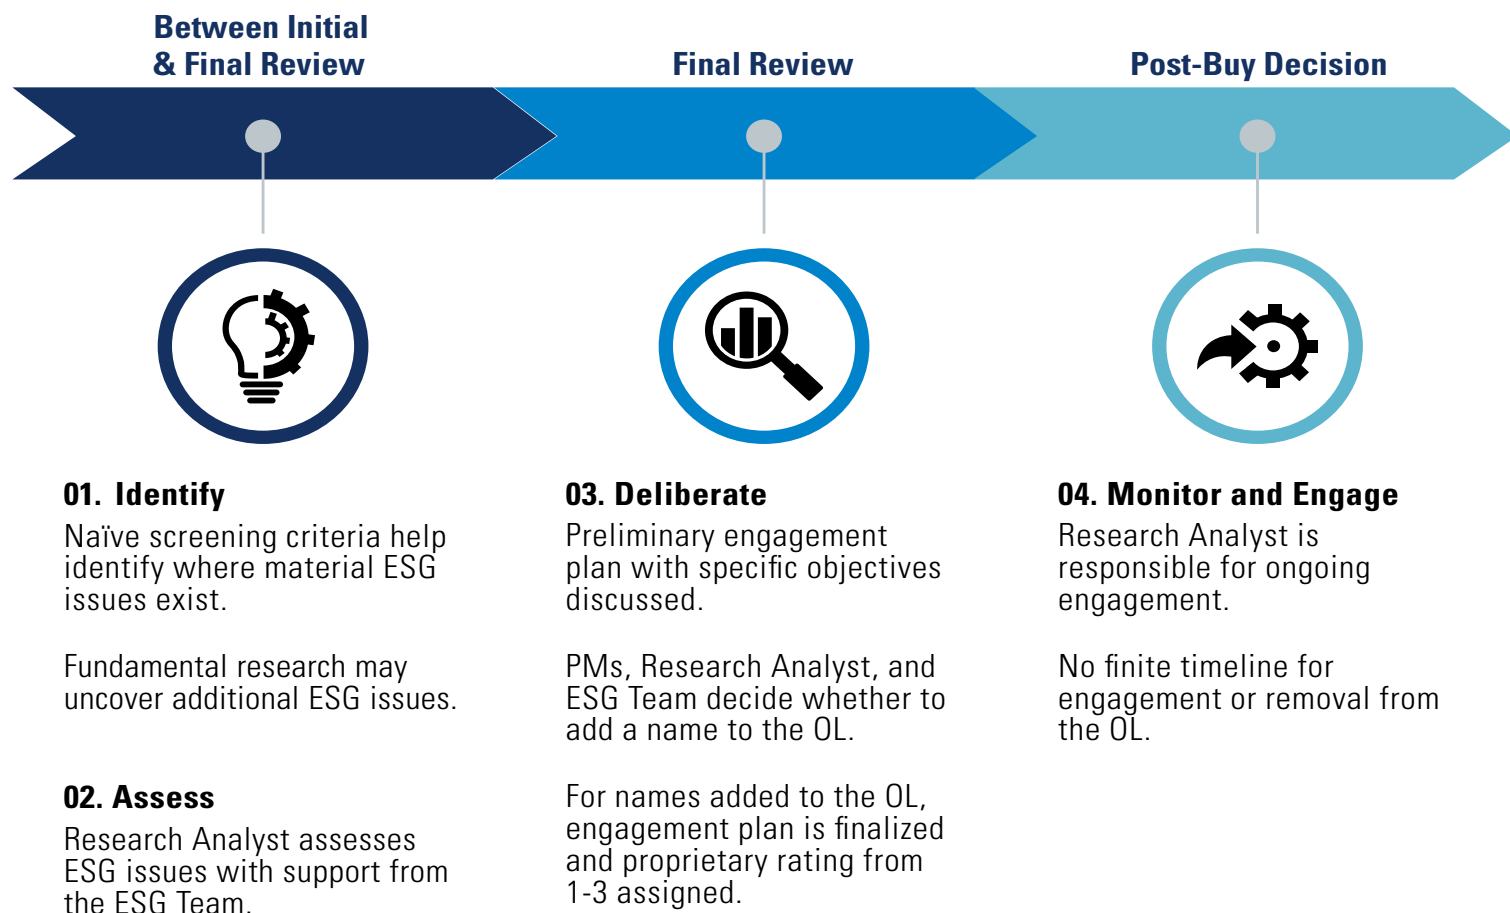 Between Initial
& Final Review
Final Review
Post-Buy Decision
01. Identify
Naïve screening criteria help
identify where material ESG
issues exist.
Fundamental research may
uncover additional ESG issues.
02. Assess
Research Analyst assesses
ESG issues with support from
the ESG Team.
03. Deliberate
Preliminary engagement
plan with specific objectives
discussed.
PMs, Research Analyst, and
ESG Team decide whether to
add a name to the OL.
For names added to the OL,
engagement plan is finalized
and proprietary rating from
1-3 assigned.
04. Monitor and Engage
Research Analyst is
responsible for ongoing
engagement.
No finite timeline for
engagement or removal from
the OL.